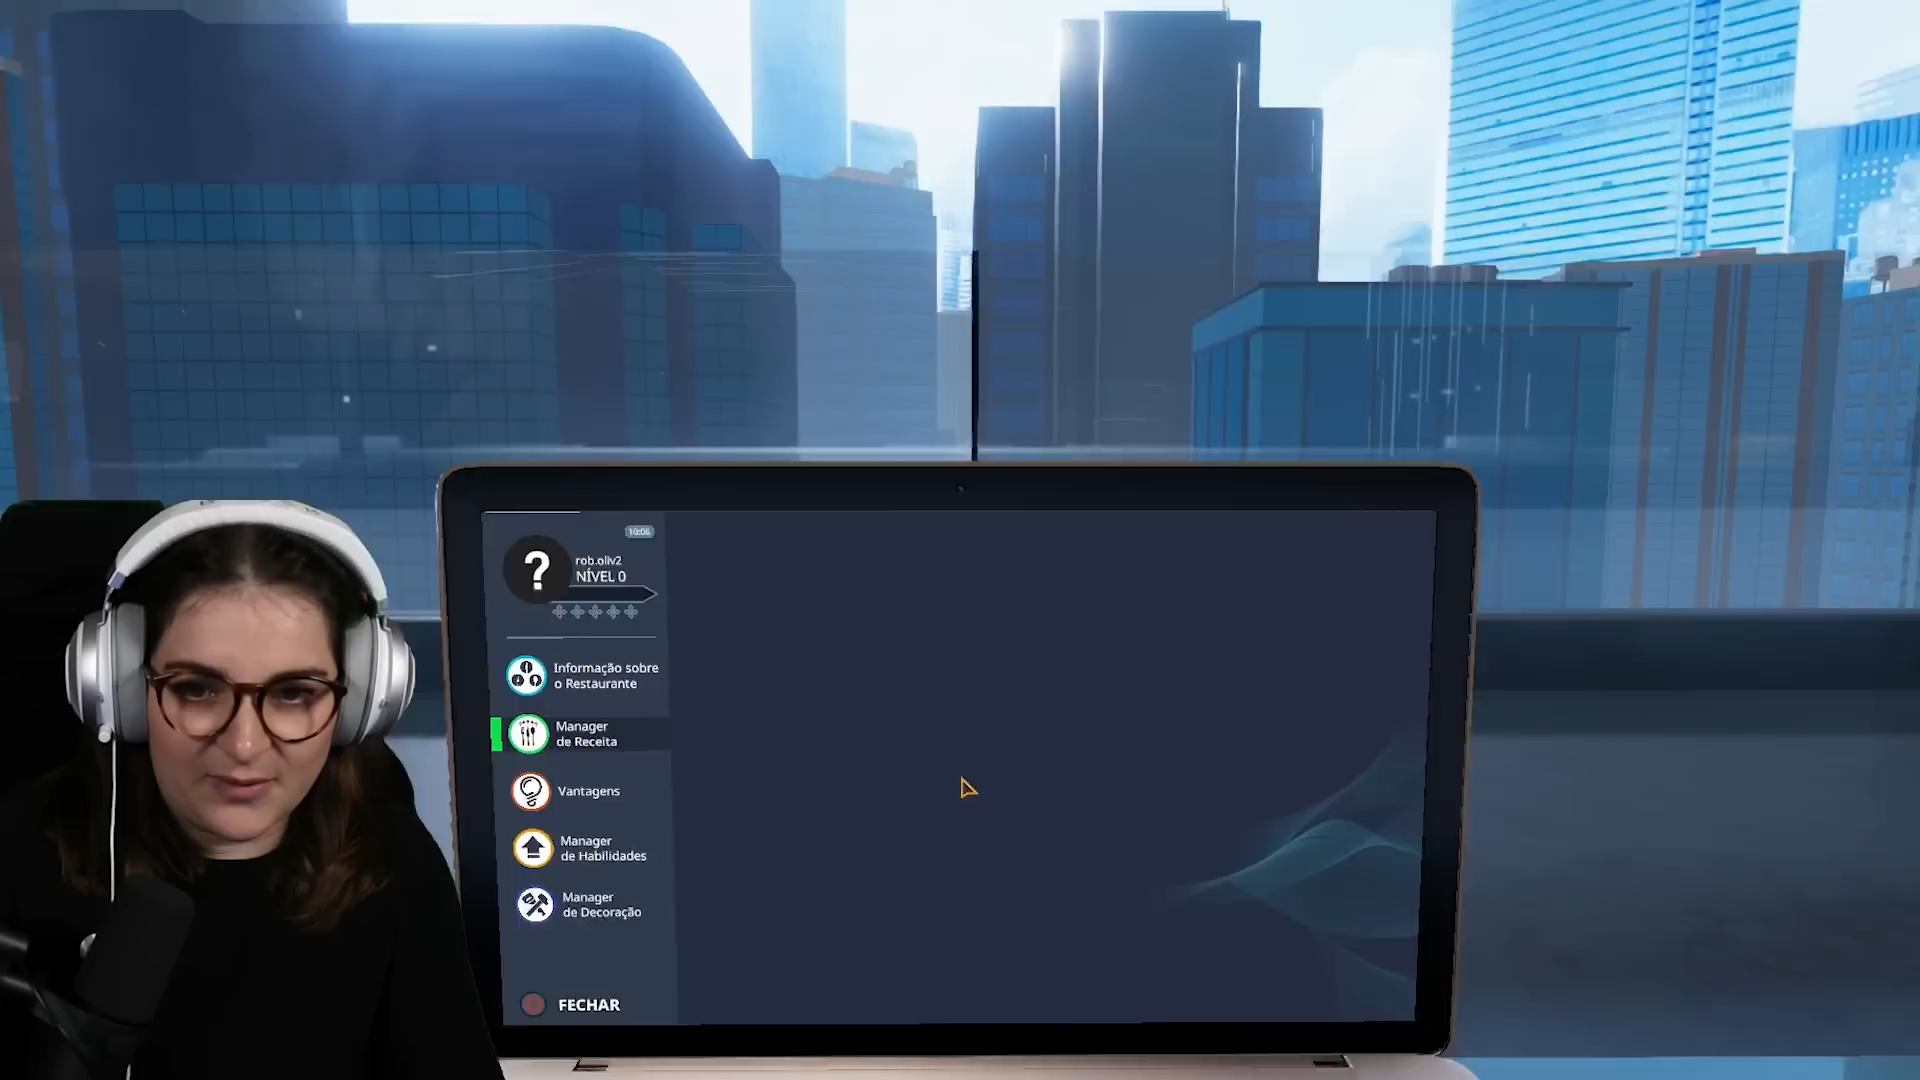 10:06
rob.oliv2
NÍVEL 0
Informação sobre
o Restaurante
Manager
de Receita
Vantagens
Manager
de Habilidades
Manager
de Decoração
FECHAR